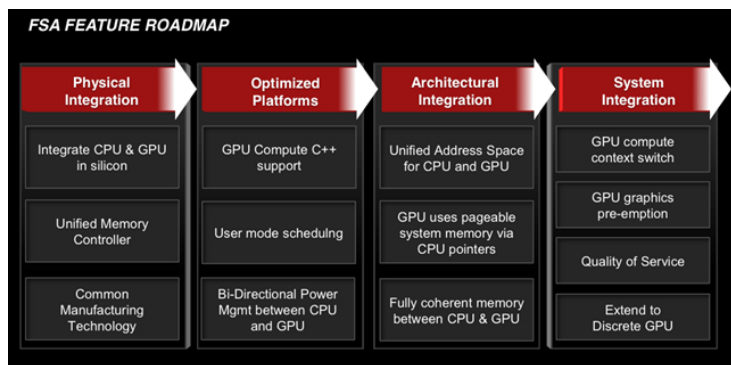 FSA FEATURE ROADMAP
Physical
Integration
Integrate CPU & GPU
in silicon
Unified Memory
Controller
Common
Manufacturing
Technology
Optimized
Platforms
GPU Compute C++
support
User mode schedulng
Bi-Directional Power
Mgmt between CPU
and GPU
Architectural
Integration
Unified Address Space
for CPU and GPU
GPU uses pageable
system memory via
CPU pointers
Fully coherent memory
between CPU & GPU
System
Integration
GPU compute
context switch
GPU graphics
pre-emption
Quality of Service
Extend to
Discrete GPU